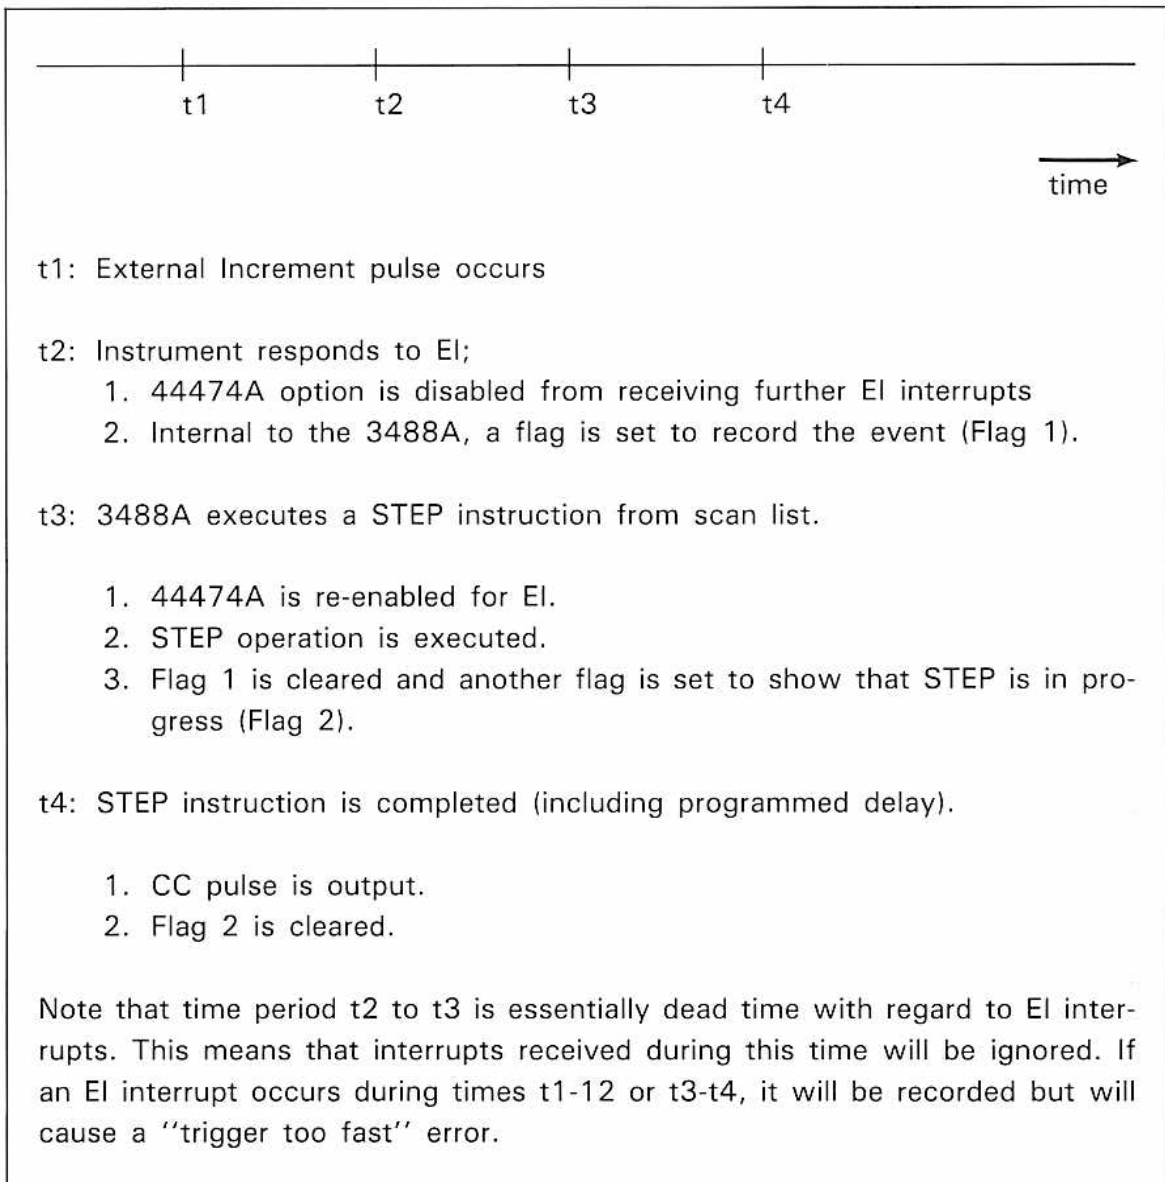 t1 t2 t3 t4
time
t1: External Increment pulse occurs
t2: Instrument responds to EI;
1. 44474A option is disabled from receiving further EI interrupts
2. Internal to the 3488A, a flag is set to record the event (Flag 1).
t3: 3488A executes a STEP instruction from scan list.
1. 44474A is re-enabled for EI.
2. STEP operation is executed.
3. Flag 1 is cleared and another flag is set to show that STEP is in pro-
gress (Flag 2).
t4: STEP instruction is completed (including programmed delay).
1. CC pulse is output.
2. Flag 2 is cleared.
Note that time period t2 to t3 is essentially dead time with regard to EI inter-
rupts. This means that interrupts received during this time will be ignored. If
an EI interrupt occurs during times t1-12 or t3-t4, it will be recorded but will
cause a ''trigger too fast'' error.